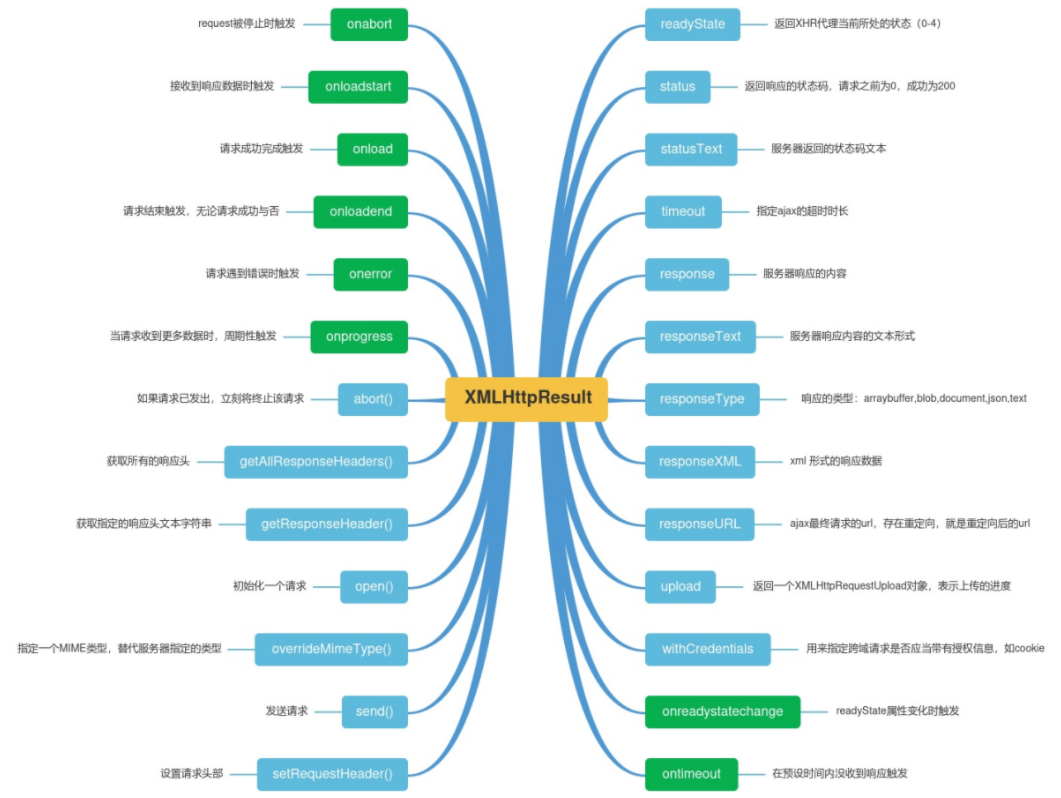 XMLHttpResult
request被停止时触发
onabort
接收到响应数据时触发
onloadstart
请求成功完成触发
onload
请求结束触发，无论请求成功与否
onloadend
请求遇到错误时触发
onerror
当请求收到更多数据时，周期性触发
onprogress
如果请求已发出，立刻将终止该请求
abort()
获取所有的响应头
getAllResponseHeaders()
获取指定的响应头文本字符串
getResponseHeader()
初始化一个请求
open()
指定一个MIME类型，替代服务器指定的类型
overrideMimeType()
发送请求
send()
设置请求头部
setRequestHeader()
readyState
返回XHR代理当前所处的状态（0-4）
status
返回响应的状态码，请求之前为0，成功为200
statusText
服务器返回的状态码文本
timeout
指定ajax的超时时长
response
服务器响应的内容
responseText
服务器响应内容的文本形式
responseType
响应的类型：arraybuffer,blob,document,json,text
responseXML
xml 形式的响应数据
responseURL
ajax最终请求的url，存在重定向，就是重定向后的url
upload
返回一个XMLHttpRequestUpload对象，表示上传的进度
withCredentials
用来指定跨域请求是否应当带有授权信息，如cookie
onreadystatechange
readyState属性变化时触发
ontimeout
在预设时间内没收到响应触发